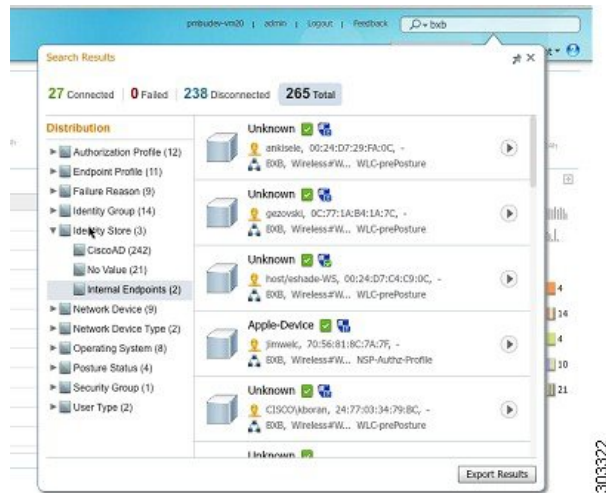 pmbudev-vm20 | admin | Logout | Feedback
bxb
Search Results
27 Connected | 0 Failed | 238 Disconnected 265 Total
Distribution
Authorization Profile (12)
Endpoint Profile (11)
Failure Reason (9)
Identity Group (14)
Identity Store (3)
CiscoAD (242)
No Value (21)
Internal Endpoints (2)
Network Device (9)
Network Device Type (2)
Operating System (8)
Posture Status (4)
Security Group (1)
User Type (2)
Unknown
ankisele, 00:24:D7:29:FA:0C, -
BXB, Wireless#W... WLC-prePosture
Unknown
gezovski, 0C:77:1A:B4:1A:7C, -
BXB, Wireless#W... WLC-prePosture
Unknown
host/eshade-WS, 00:24:D7:C4:C9:0C, -
BXB, Wireless#W... WLC-prePosture
Apple-Device
jimwelc, 70:56:81:8C:7A:7F, -
BXB, Wireless#W... NSP-Authz-Profile
Unknown
CISCO\kboran, 24:77:03:34:79:BC, -
BXB, Wireless#W... WLC-prePosture
Unknown
Export Results
4
14
4
10
21
303322